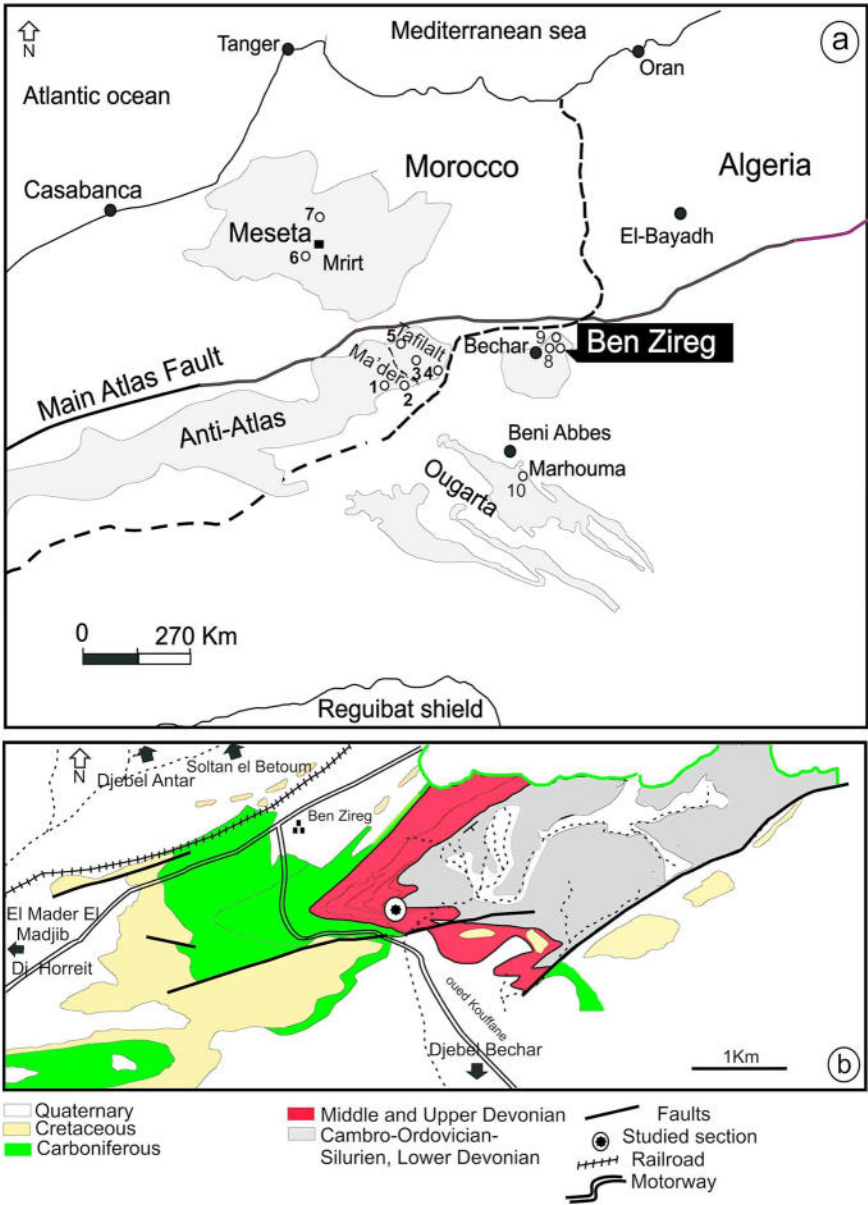 Mediterranean sea
a
N
Tanger
Oran
Atlantic ocean
Morocco
Algeria
Casabanca
7
Meseta
El-Bayadh
6
Mrirt
5
Tafilalt
9
Bechar
Ben Zireg
Ma'der
3
4
8
1
2
Main Atlas Fault
Anti-Atlas
Beni Abbes
Marhouma
Ougarta
10
0 270 Km
Reguibat shield
N
Soltan el Betoum
Djebel Antar
Ben Zireg
El Mader El
Madjib
Dj. Horreit
oued Kouffane
Djebel Bechar
1Km
b
Quaternary
Cretaceous
Carboniferous
Middle and Upper Devonian
Cambro-Ordovician-
Silurien, Lower Devonian
Faults
Studied section
Railroad
Motorway